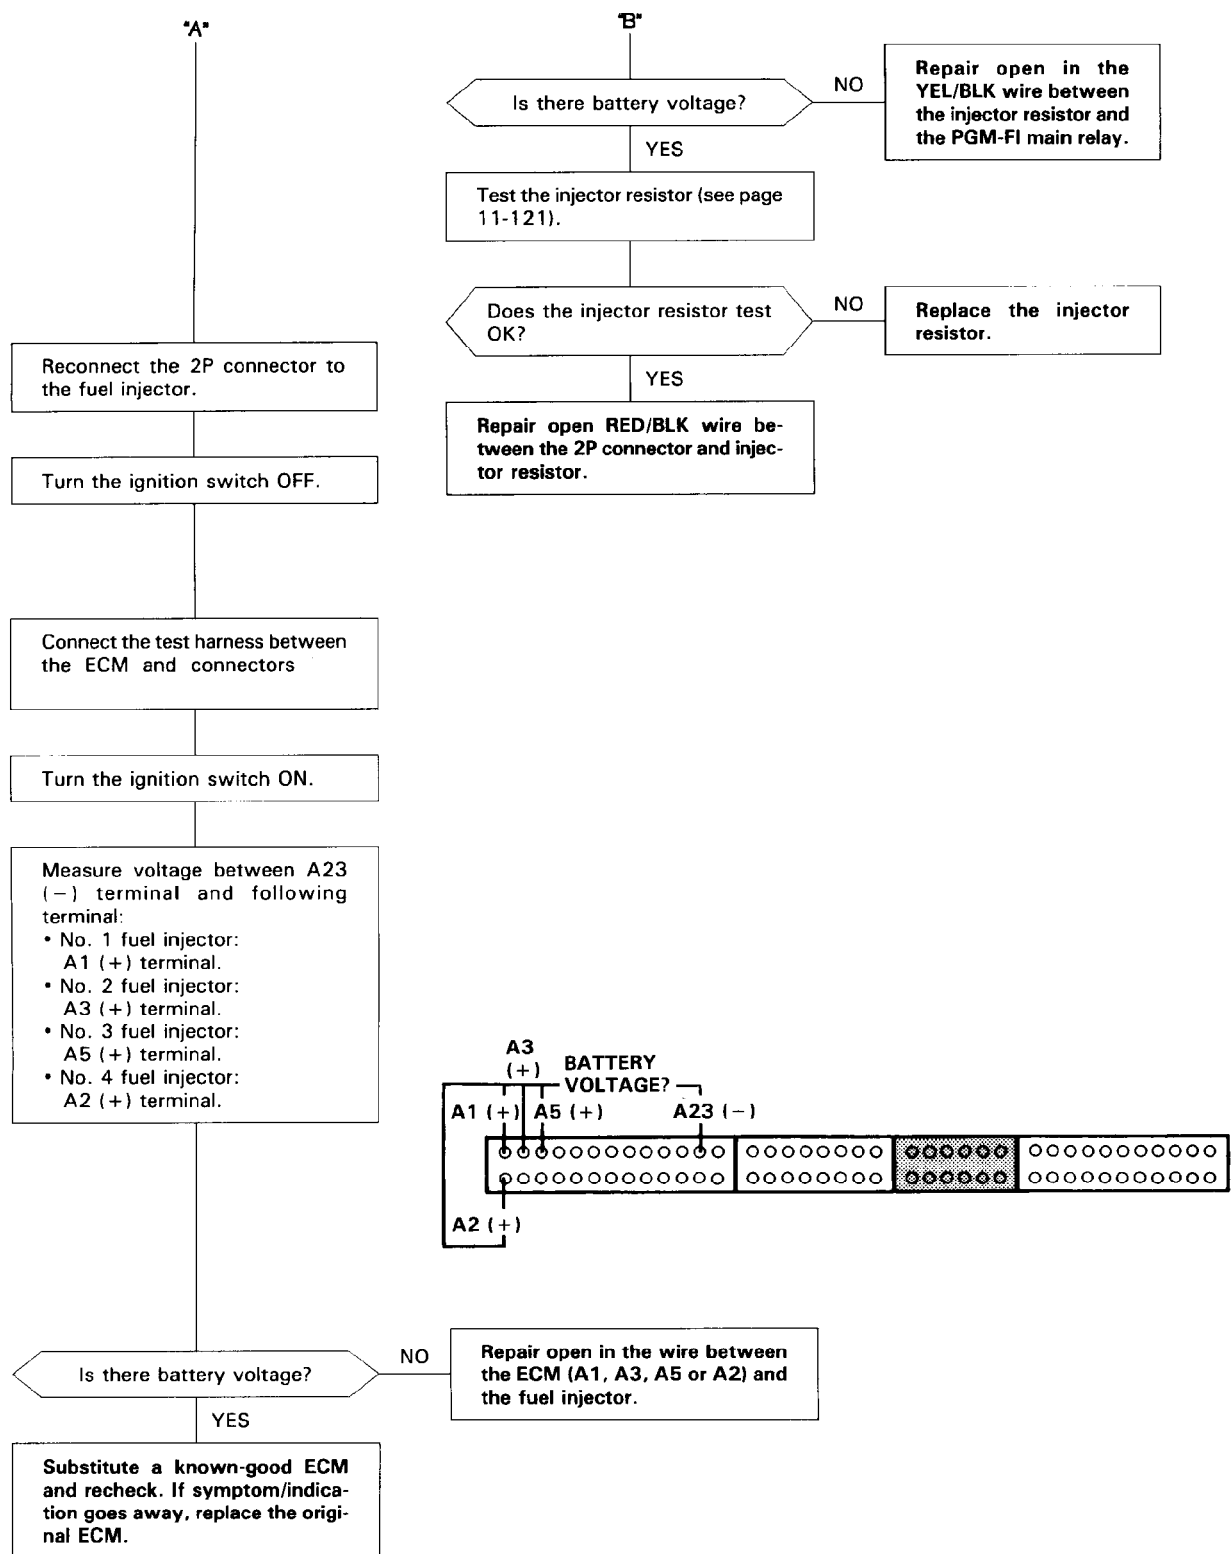 "A"
Reconnect the 2P connector to
the fuel injector.
Turn the ignition switch OFF.
Connect the test harness between
the ECM and connectors
Turn the ignition switch ON.
Measure voltage between A23
(−) terminal and following
terminal:
• No. 1 fuel injector:
A1 (+) terminal.
• No. 2 fuel injector:
A3 (+) terminal.
• No. 3 fuel injector:
A5 (+) terminal.
• No. 4 fuel injector:
A2 (+) terminal.
Is there battery voltage?
NO
Repair open in the wire between
the ECM (A1, A3, A5 or A2) and
the fuel injector.
YES
Substitute a known-good ECM
and recheck. If symptom/indica-
tion goes away, replace the origi-
nal ECM.
"B"
Is there battery voltage?
NO
Repair open in the
YEL/BLK wire between
the injector resistor and
the PGM-FI main relay.
YES
Test the injector resistor (see page
11-121).
Does the injector resistor test
OK?
NO
Replace the injector
resistor.
YES
Repair open RED/BLK wire be-
tween the 2P connector and injec-
tor resistor.
A3
(+)
BATTERY
VOLTAGE?
A1 (+)
A5 (+)
A23 (−)
A2 (+)